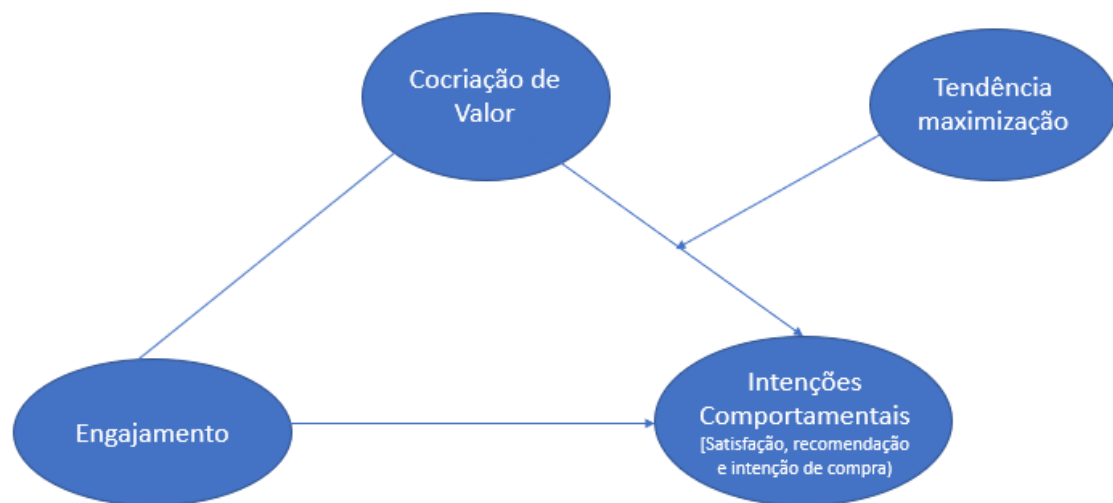 Cocriação de
Valor
Tendência
maximização
Engajamento
Intenções
Comportamentais
[Satisfação, recomendação
e intenção de compra)